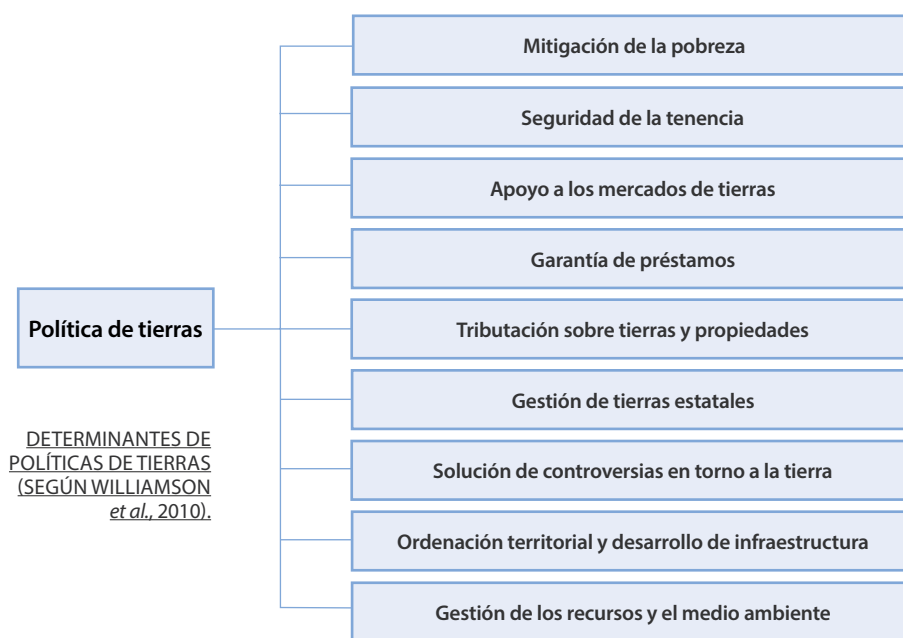 Mitigación de la pobreza
Seguridad de la tenencia
Apoyo a los mercados de tierras
Garantía de préstamos
Política de tierras
Tributación sobre tierras y propiedades
Gestión de tierras estatales
DETERMINANTES DE
POLÍTICAS DE TIERRAS
(SEGÚN WILLIAMSON
et al., 2010).
Solución de controversias en torno a la tierra
Ordenación territorial y desarrollo de infraestructura
Gestión de los recursos y el medio ambiente